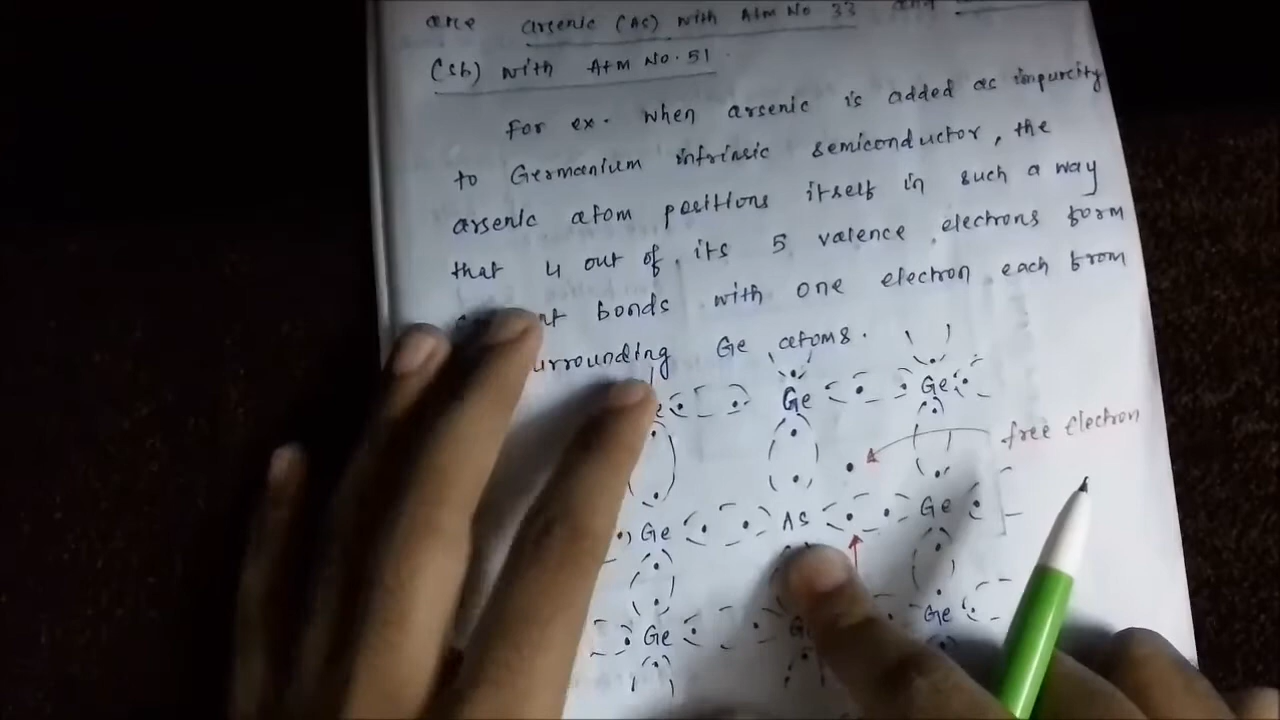 are arsenic (As) with Atm No 33 and
(Sb) with Atm No. 51
For ex. when arsenic is added as impurity
to Germanium intrinsic semiconductor, the
arsenic atom positions itself in such a way
that 4 out of its 5 valence electrons form
nt bonds with one electron each from
urrounding Ge atoms.
e Ge Ge
free electron
Ge As Ge
Ge G Ge